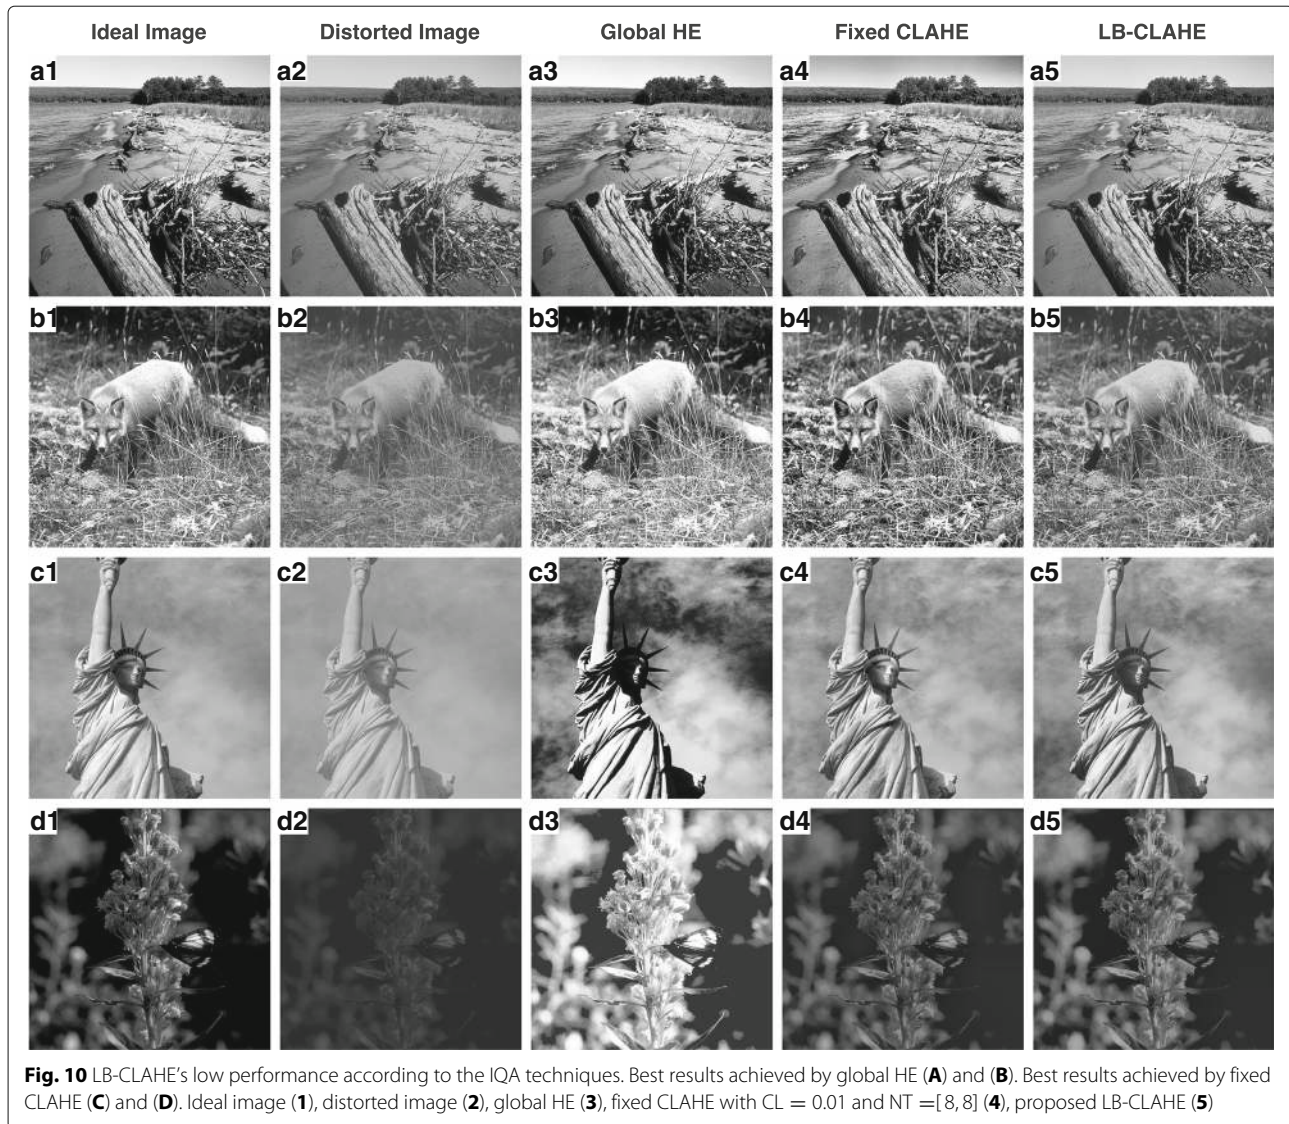 Ideal Image Distorted Image Global HE Fixed CLAHE LB-CLAHE
a1 a2 a3 a4 a5
b1 b2 b3 b4 b5
c1 c2 c3 c4 c5
d1 d2 d3 d4 d5
Fig. 10 LB-CLAHE's low performance according to the IQA techniques. Best results achieved by global HE (A) and (B). Best results achieved by fixed
CLAHE (C) and (D). Ideal image (1), distorted image (2), global HE (3), fixed CLAHE with CL = 0.01 and NT =[ 8, 8] (4), proposed LB-CLAHE (5)